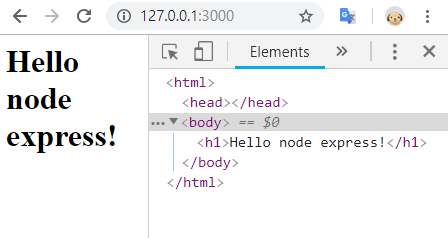 127.0.0.1:3000
Hello
node
express!
Elements
<html>
<head></head>
<body> == $0
<h1>Hello node express!</h1>
</body>
</html>